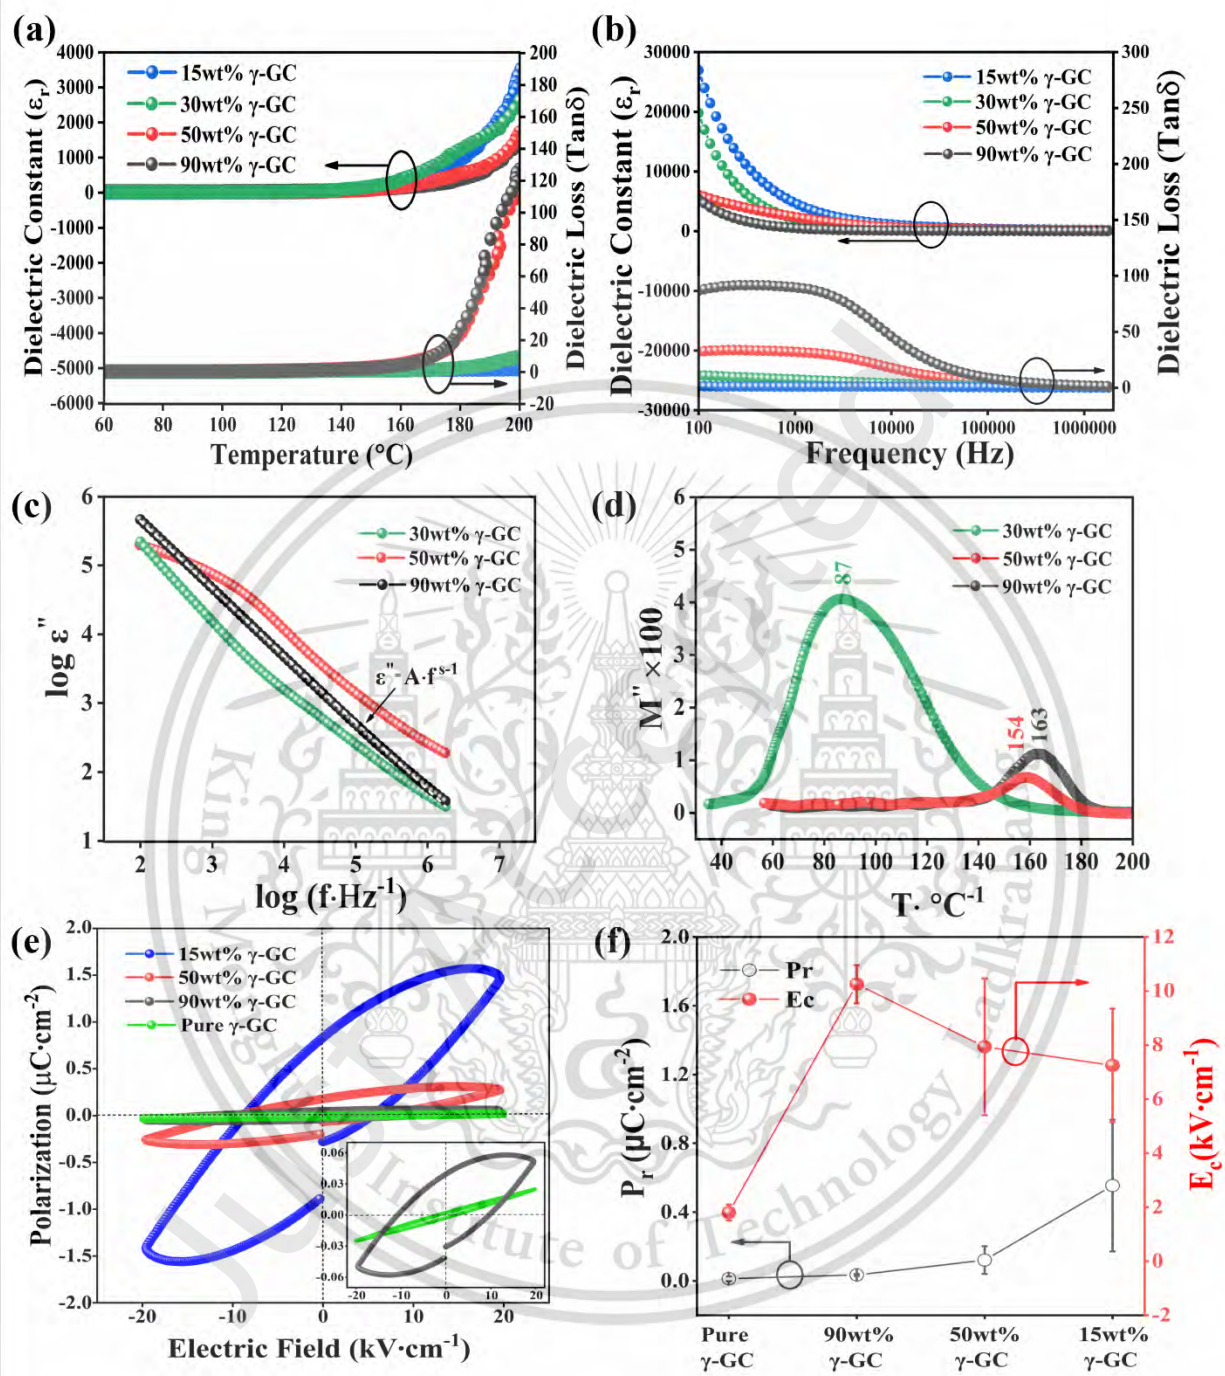 (a)
4000
3000
2000
1000
0
-1000
-2000
-3000
-4000
-5000
-6000
Dielectric Constant (εr)
15wt% γ-GC
30wt% γ-GC
50wt% γ-GC
90wt% γ-GC
200
180
160
140
120
100
80
60
40
20
0
-20
Dielectric Loss (Tanδ)
60 80 100 120 140 160 180 200
Temperature (°C)
(b)
30000
20000
10000
0
-10000
-20000
-30000
Dielectric Constant (εr)
15wt% γ-GC
30wt% γ-GC
50wt% γ-GC
90wt% γ-GC
300
250
200
150
100
50
0
Dielectric Loss (Tanδ)
100 1000 10000 100000 1000000
Frequency (Hz)
(c)
6
5
4
3
2
1
log ε"
30wt% γ-GC
50wt% γ-GC
90wt% γ-GC
ε"=A·f^s-1
2 3 4 5 6 7
log (f·Hz-1)
(d)
6
5
4
3
2
1
0
M" ×100
30wt% γ-GC
50wt% γ-GC
90wt% γ-GC
87
154
163
40 60 80 100 120 140 160 180 200
T· °C-1
(e)
2.0
1.5
1.0
0.5
0.0
-0.5
-1.0
-1.5
-2.0
Polarization (μC·cm-2)
15wt% γ-GC
50wt% γ-GC
90wt% γ-GC
Pure γ-GC
0.06
0.03
0.00
-0.03
-0.06
-20 -10 0 10 20
-20 -10 0 10 20
Electric Field (kV·cm-1)
(f)
2.0
1.6
1.2
0.8
0.4
0.0
Pr (μC·cm-2)
Pr
Ec
12
10
8
6
4
2
0
-2
Ec(kV·cm-1)
Pure 90wt% 50wt% 15wt%
γ-GC γ-GC γ-GC γ-GC